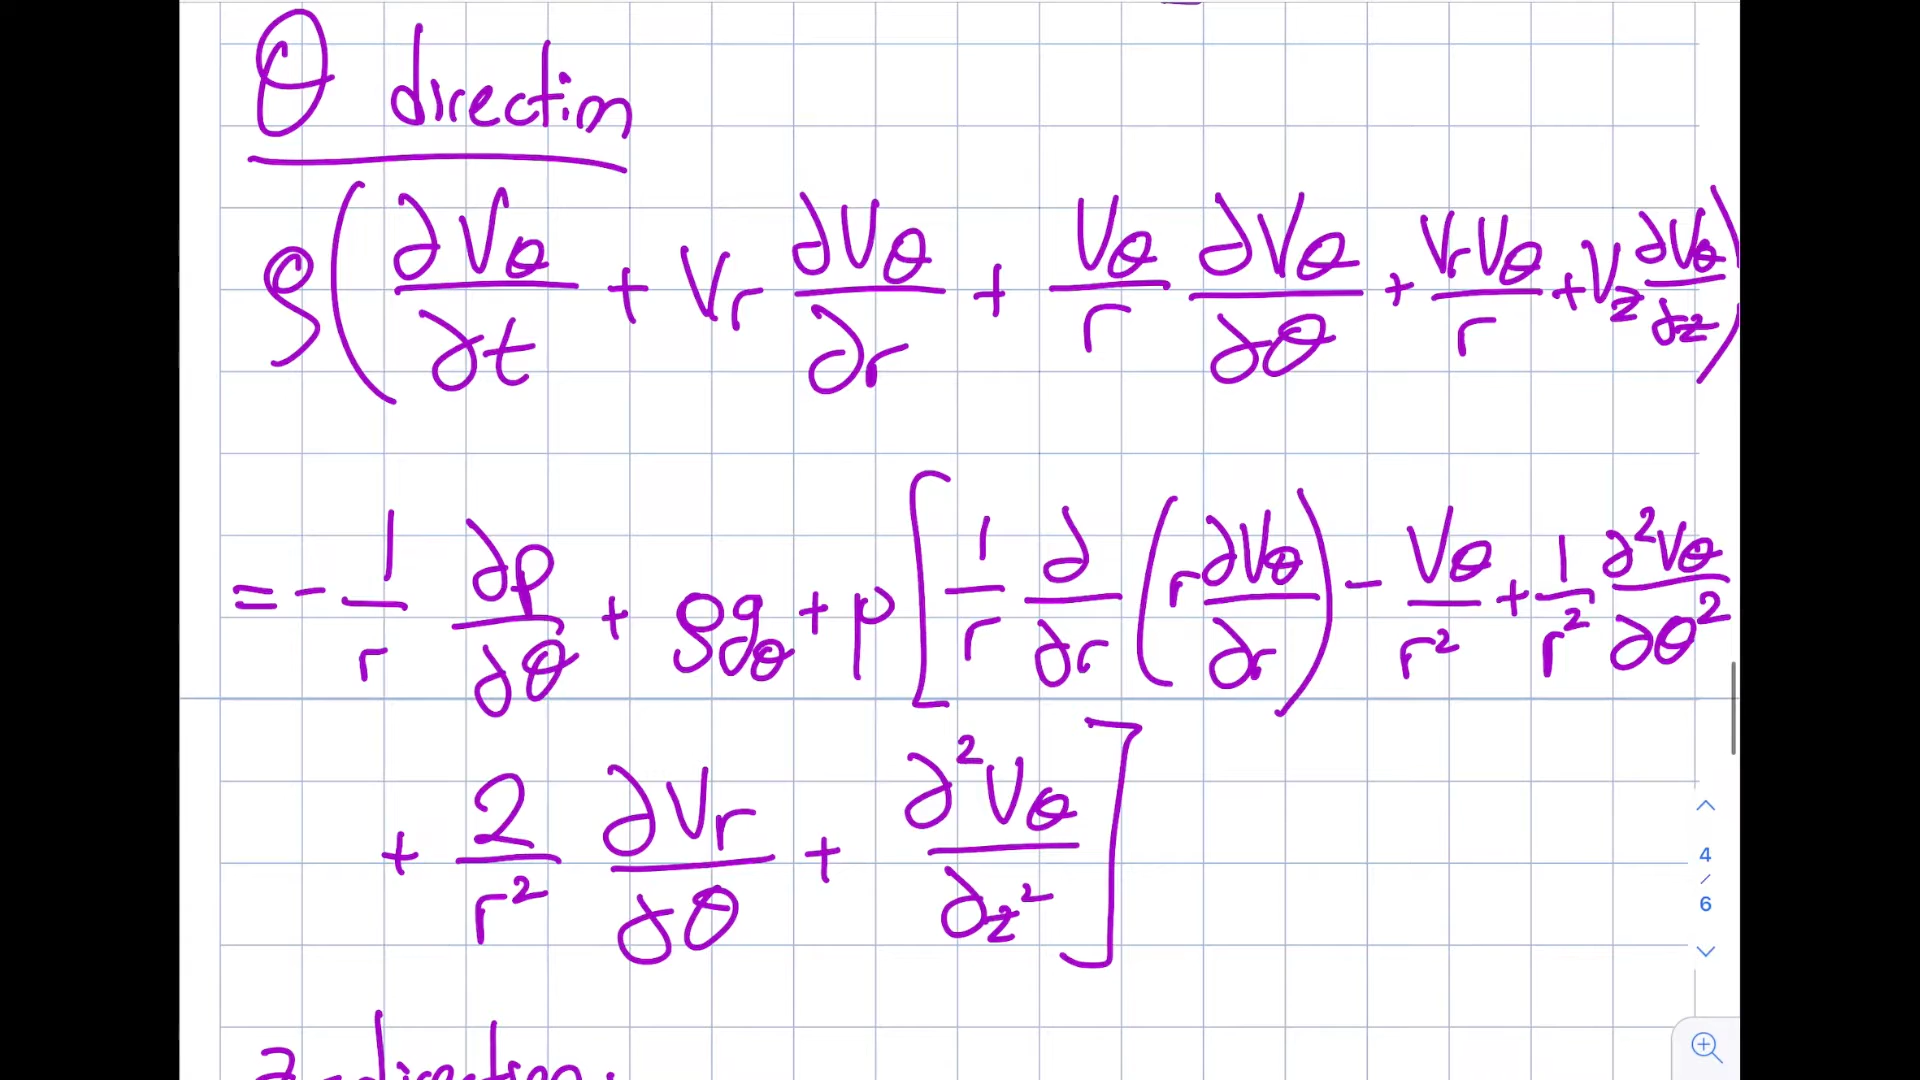 θ direction
ρ(∂Vθ/∂t + Vr ∂Vθ/∂r + Vθ/r ∂Vθ/∂θ + VrVθ/r + Vz ∂Vθ/∂z)
= - 1/r ∂p/∂θ + ρgθ + μ[1/r ∂/∂r (r ∂Vθ/∂r) - Vθ/r² + 1/r² ∂²Vθ/∂θ²
+ 2/r² ∂Vr/∂θ + ∂²Vθ/∂z²]
z-direction:
4
/
6